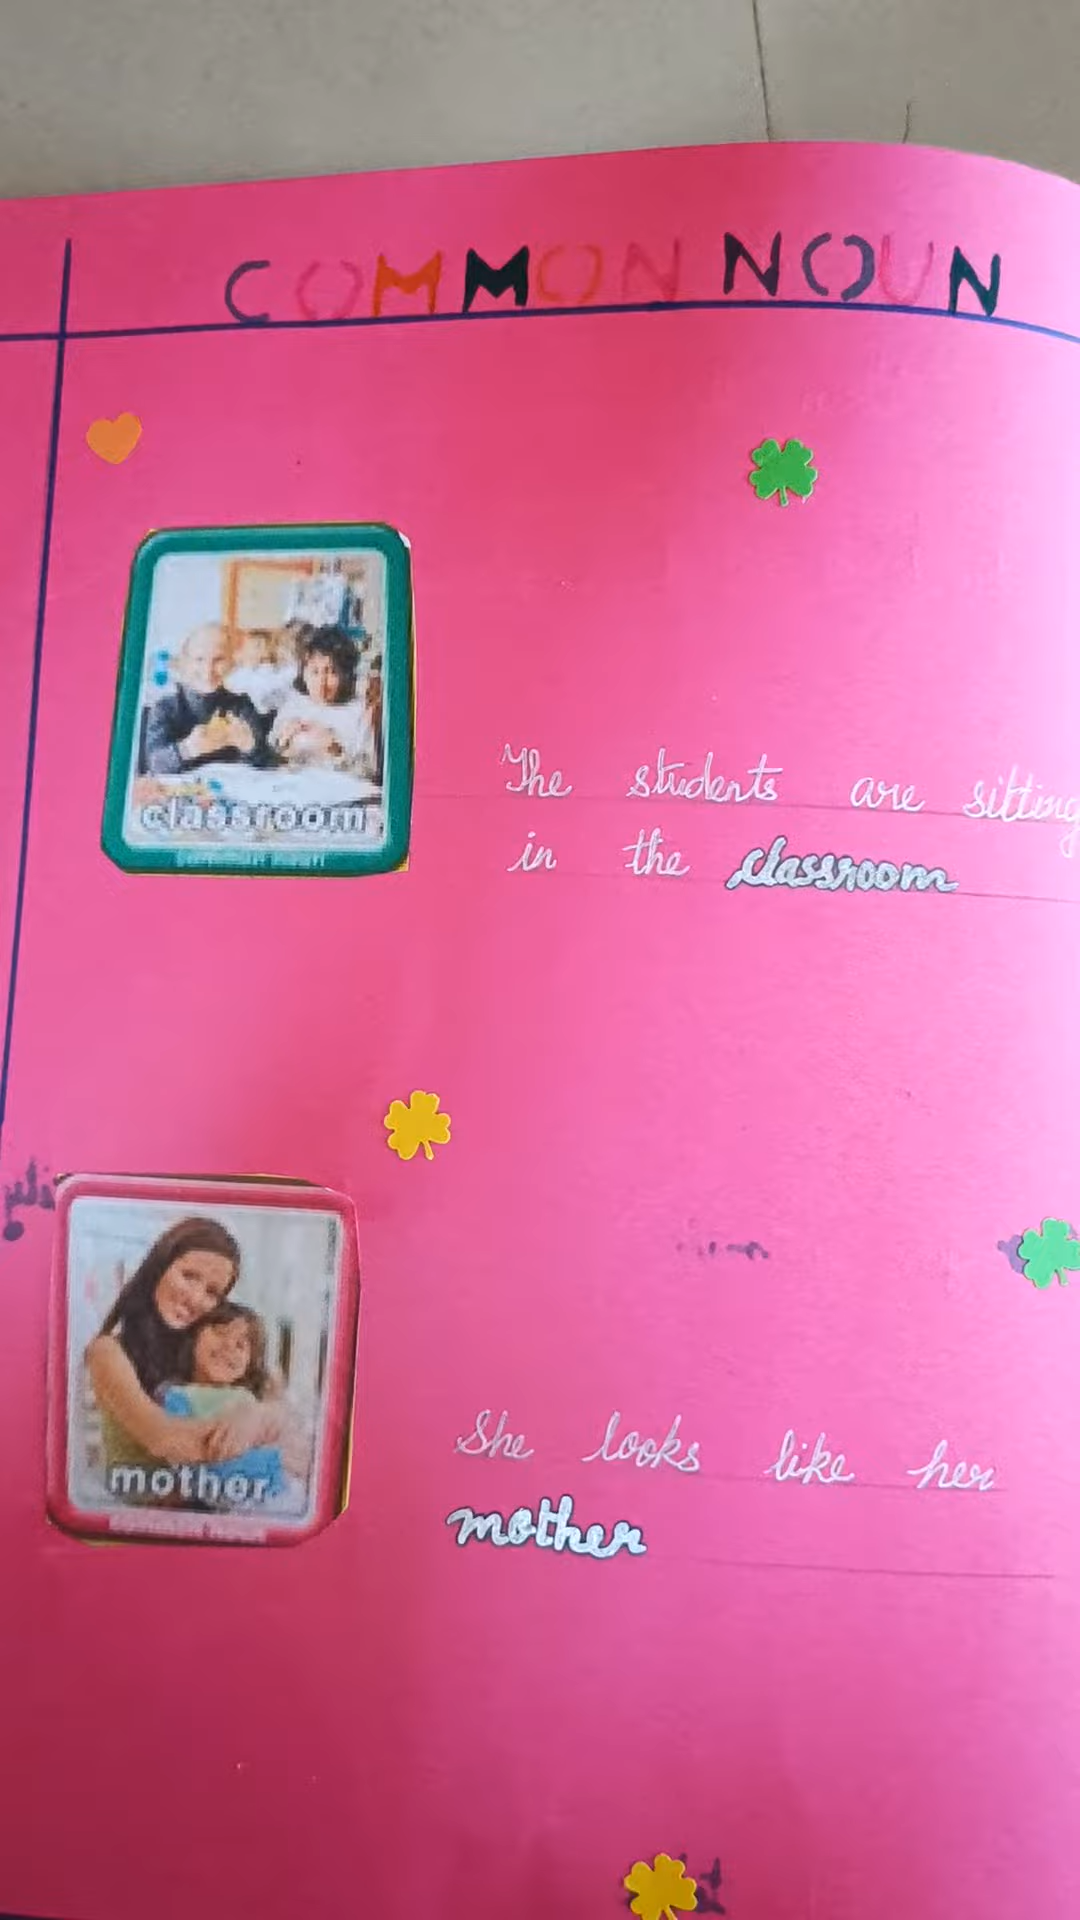 COMMON NOUN
classroom
The students are sitting
in the classroom
mother
She looks like her
mother